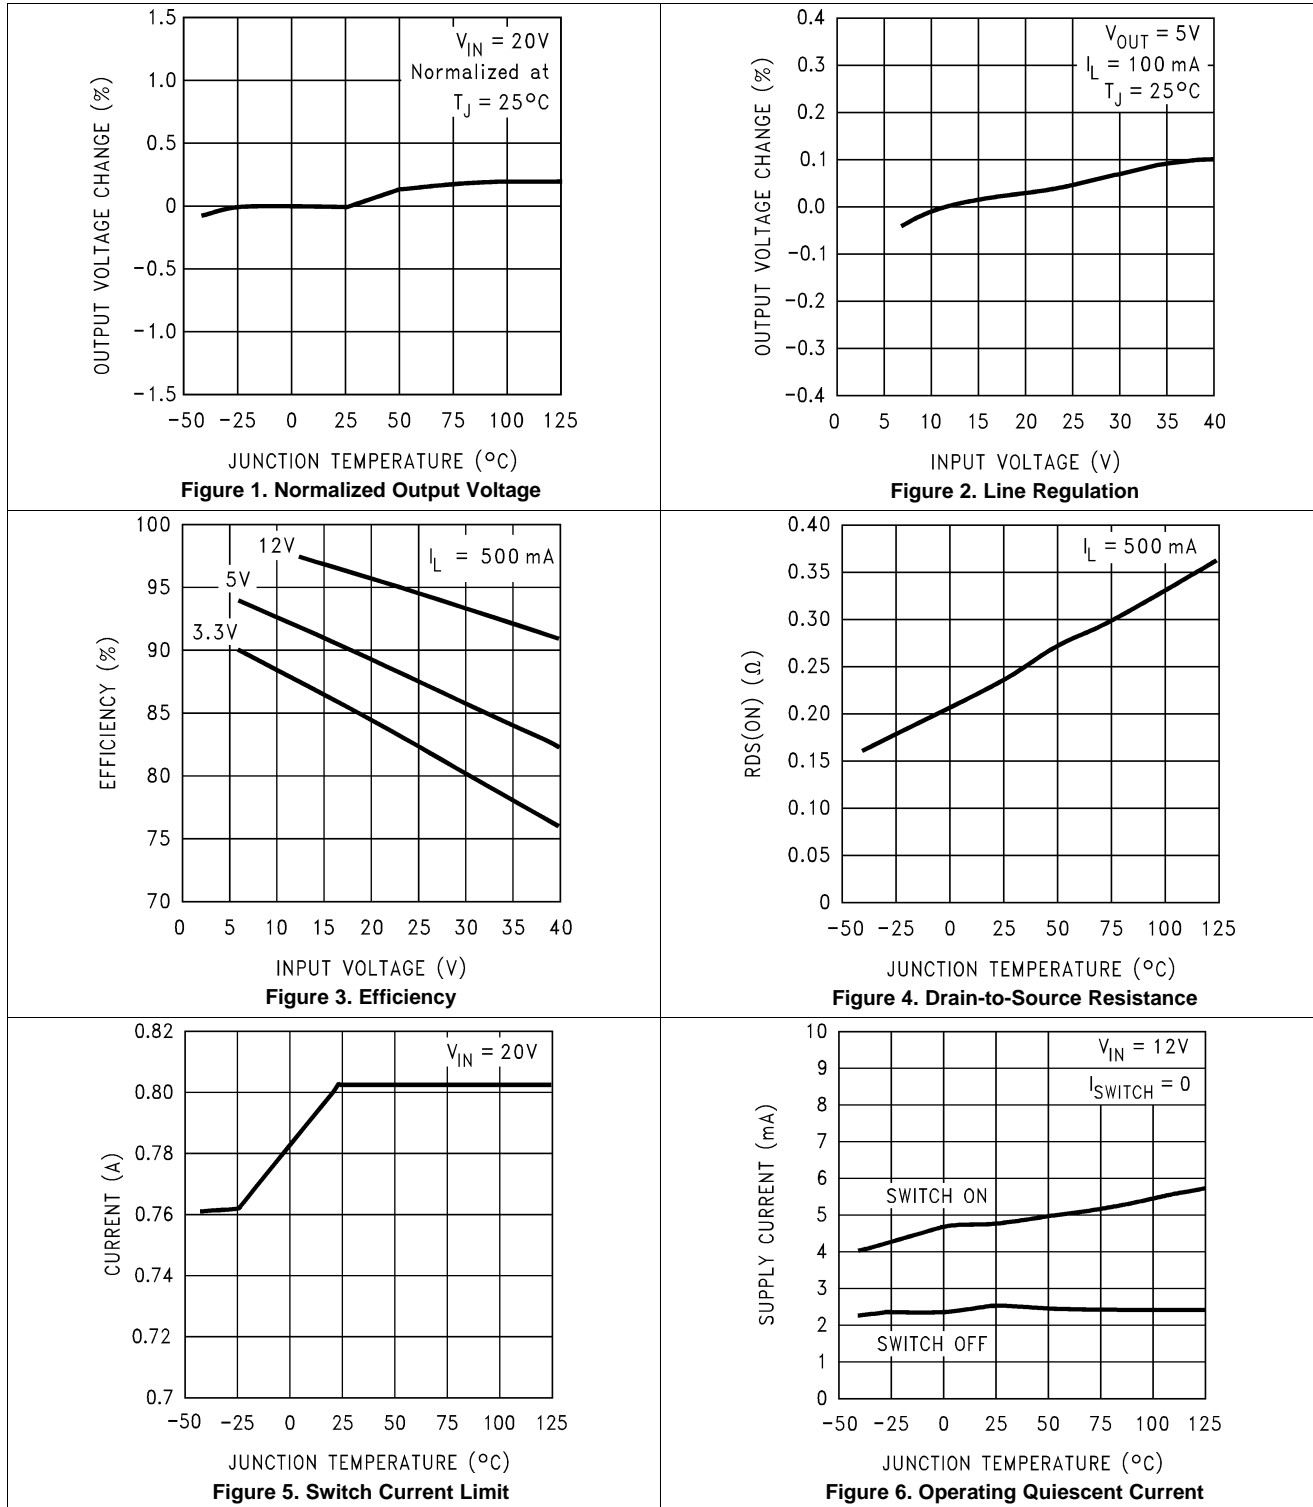 1.5
1.0
0.5
0
−0.5
−1.0
−1.5
V_IN = 20V
Normalized at
T_J = 25°C
OUTPUT VOLTAGE CHANGE (%)
−50 −25 0 25 50 75 100 125
JUNCTION TEMPERATURE (°C)
Figure 1. Normalized Output Voltage
0.4
0.3
0.2
0.1
0.0
−0.1
−0.2
−0.3
−0.4
V_OUT = 5V
I_L = 100 mA
T_J = 25°C
OUTPUT VOLTAGE CHANGE (%)
0 5 10 15 20 25 30 35 40
INPUT VOLTAGE (V)
Figure 2. Line Regulation
100
95
90
85
80
75
70
12V
5V
3.3V
I_L = 500 mA
EFFICIENCY (%)
0 5 10 15 20 25 30 35 40
INPUT VOLTAGE (V)
Figure 3. Efficiency
0.40
0.35
0.30
0.25
0.20
0.15
0.10
0.05
0
I_L = 500 mA
RDS(ON) (Ω)
−50 −25 0 25 50 75 100 125
JUNCTION TEMPERATURE (°C)
Figure 4. Drain-to-Source Resistance
0.82
0.80
0.78
0.76
0.74
0.72
0.7
V_IN = 20V
CURRENT (A)
−50 −25 0 25 50 75 100 125
JUNCTION TEMPERATURE (°C)
Figure 5. Switch Current Limit
10
9
8
7
6
5
4
3
2
1
0
V_IN = 12V
I_SWITCH = 0
SWITCH ON
SWITCH OFF
SUPPLY CURRENT (mA)
−50 −25 0 25 50 75 100 125
JUNCTION TEMPERATURE (°C)
Figure 6. Operating Quiescent Current